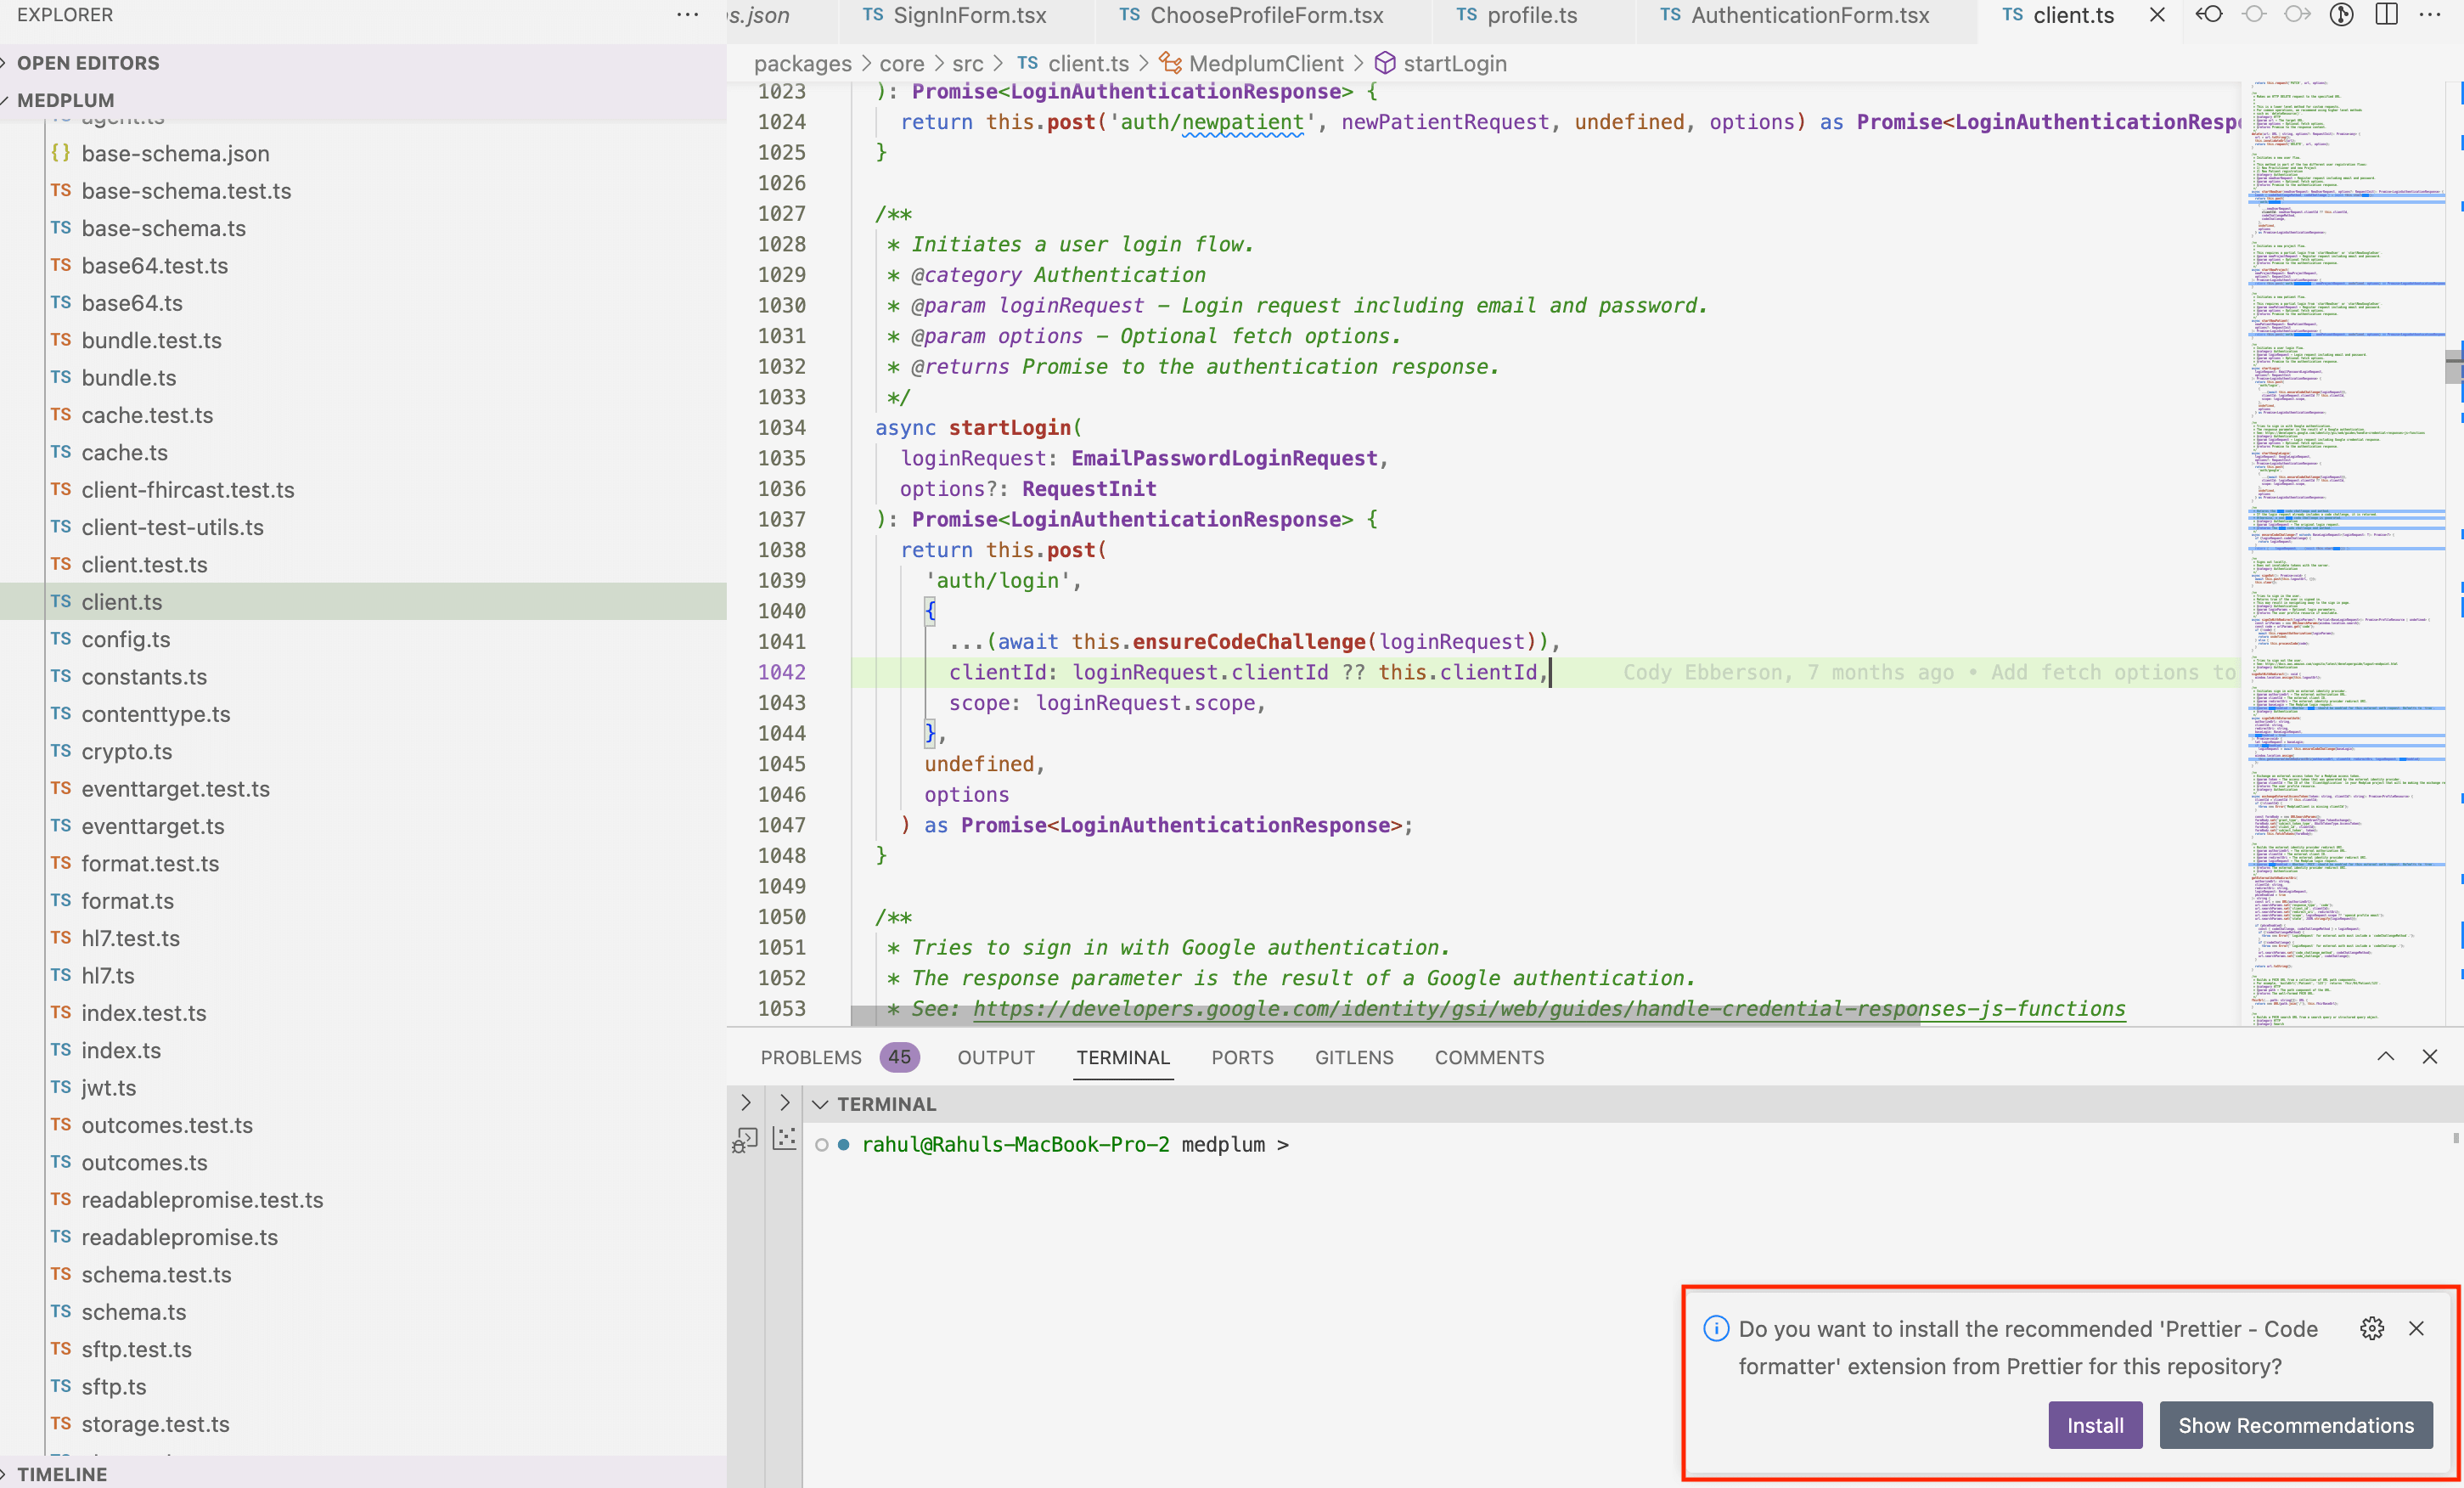 EXPLORER
OPEN EDITORS
MEDPLUM
agent.ts
{} base-schema.json
TS base-schema.test.ts
TS base-schema.ts
TS base64.test.ts
TS base64.ts
TS bundle.test.ts
TS bundle.ts
TS cache.test.ts
TS cache.ts
TS client-fhircast.test.ts
TS client-test-utils.ts
TS client.test.ts
TS client.ts
TS config.ts
TS constants.ts
TS contenttype.ts
TS crypto.ts
TS eventtarget.test.ts
TS eventtarget.ts
TS format.test.ts
TS format.ts
TS hl7.test.ts
TS hl7.ts
TS index.test.ts
TS index.ts
TS jwt.ts
TS outcomes.test.ts
TS outcomes.ts
TS readablepromise.test.ts
TS readablepromise.ts
TS schema.test.ts
TS schema.ts
TS sftp.test.ts
TS sftp.ts
TS storage.test.ts
TIMELINE
s.json TS SignInForm.tsx TS ChooseProfileForm.tsx TS profile.ts TS AuthenticationForm.tsx TS client.ts
packages > core > src > TS client.ts > MedplumClient > startLogin
1023 ): Promise<LoginAuthenticationResponse> {
1024 return this.post('auth/newpatient', newPatientRequest, undefined, options) as Promise<LoginAuthenticationResp
1025 }
1026
1027 /**
1028 * Initiates a user login flow.
1029 * @category Authentication
1030 * @param loginRequest – Login request including email and password.
1031 * @param options – Optional fetch options.
1032 * @returns Promise to the authentication response.
1033 */
1034 async startLogin(
1035 loginRequest: EmailPasswordLoginRequest,
1036 options?: RequestInit
1037 ): Promise<LoginAuthenticationResponse> {
1038 return this.post(
1039 'auth/login',
1040 {
1041 ...(await this.ensureCodeChallenge(loginRequest)),
1042 clientId: loginRequest.clientId ?? this.clientId, Cody Ebberson, 7 months ago • Add fetch options to
1043 scope: loginRequest.scope,
1044 },
1045 undefined,
1046 options
1047 ) as Promise<LoginAuthenticationResponse>;
1048 }
1049
1050 /**
1051 * Tries to sign in with Google authentication.
1052 * The response parameter is the result of a Google authentication.
1053 * See: https://developers.google.com/identity/gsi/web/guides/handle-credential-responses-js-functions
PROBLEMS 45 OUTPUT TERMINAL PORTS GITLENS COMMENTS
TERMINAL
rahul@Rahuls-MacBook-Pro-2 medplum >
Do you want to install the recommended 'Prettier - Code
formatter' extension from Prettier for this repository?
Install Show Recommendations